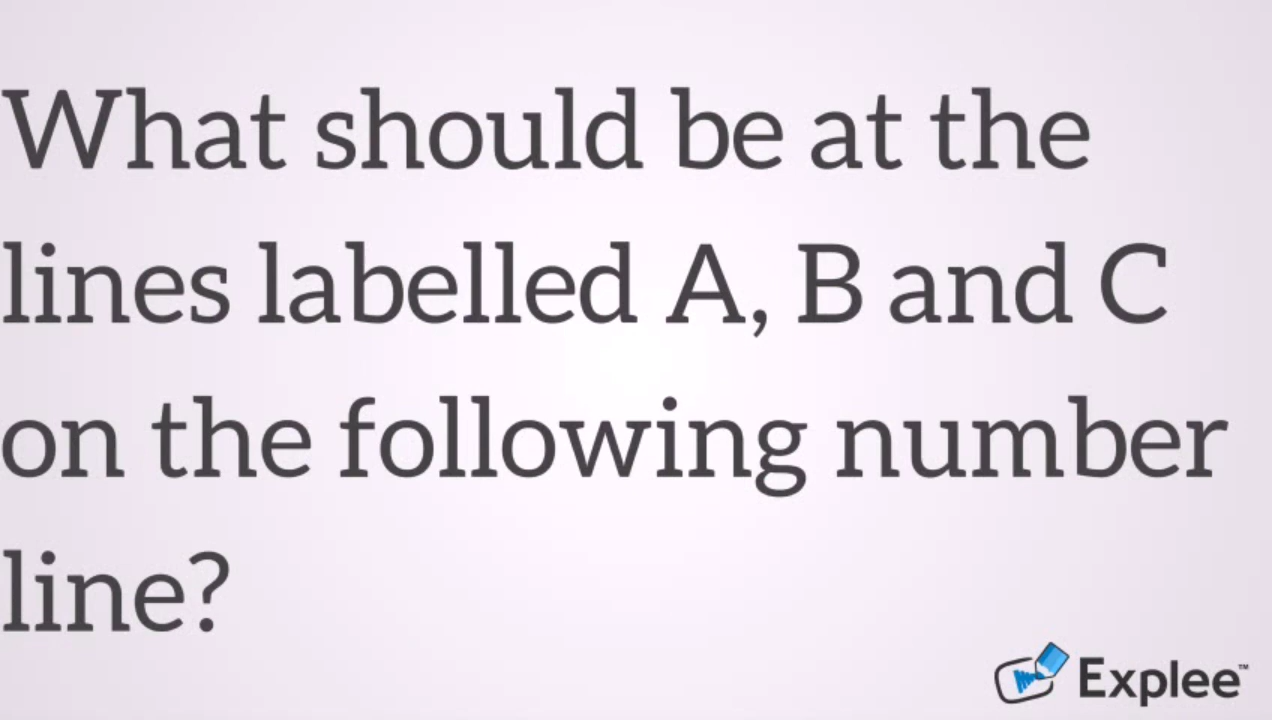 What should be at the
lines labelled A, B and C
on the following number
line?
Explee™